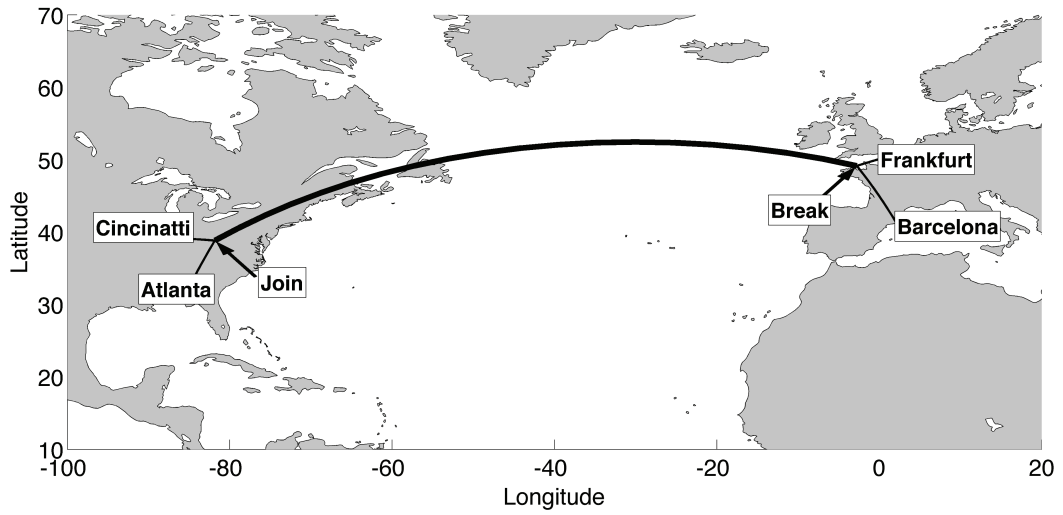 70
60
50
40
30
20
10
Latitude
Frankfurt
Break
Barcelona
Cincinatti
Atlanta
Join
-100 -80 -60 -40 -20 0 20
Longitude